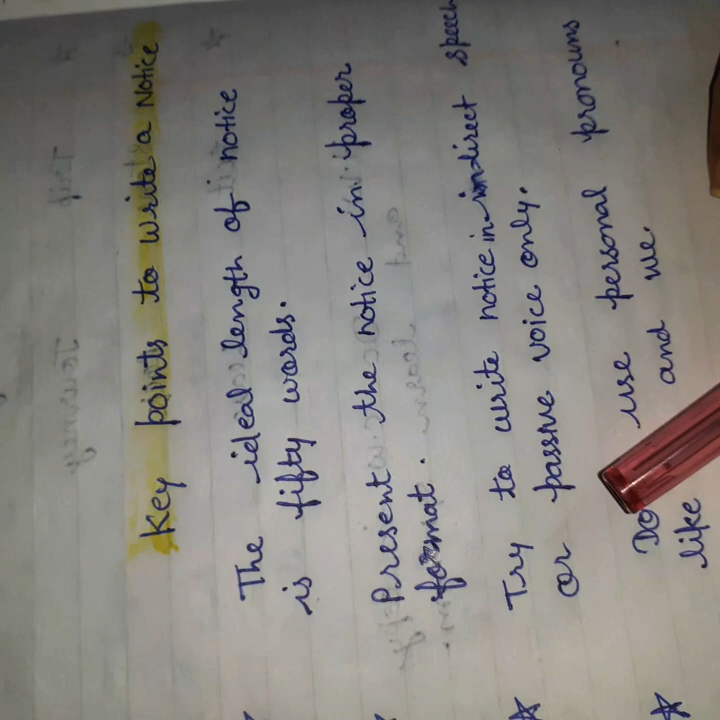 Key points to write a Notice
The ideal length of notice
is fifty words.
Present the notice in proper
format.
Try to write notice in indirect speech
or passive voice only.
Do use personal pronouns
like and me.